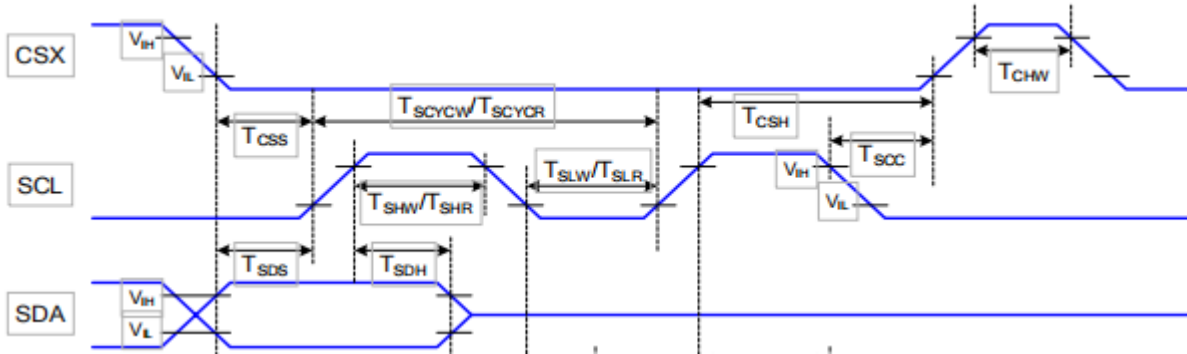 CSX
VIH
VIL
TCHW
TSCYCW/TSCYCR
TCSS
TCSH
TSCC
SCL
TSHW/TSHR
TSLW/TSLR
VIH
VIL
TSDS
TSDH
SDA
VIH
VIL